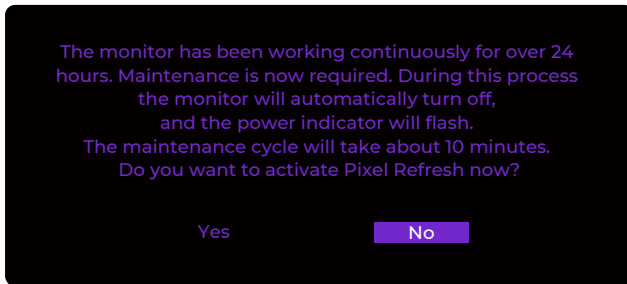 The monitor has been working continuously for over 24
hours. Maintenance is now required. During this process
the monitor will automatically turn off,
and the power indicator will flash.
The maintenance cycle will take about 10 minutes.
Do you want to activate Pixel Refresh now?
Yes No